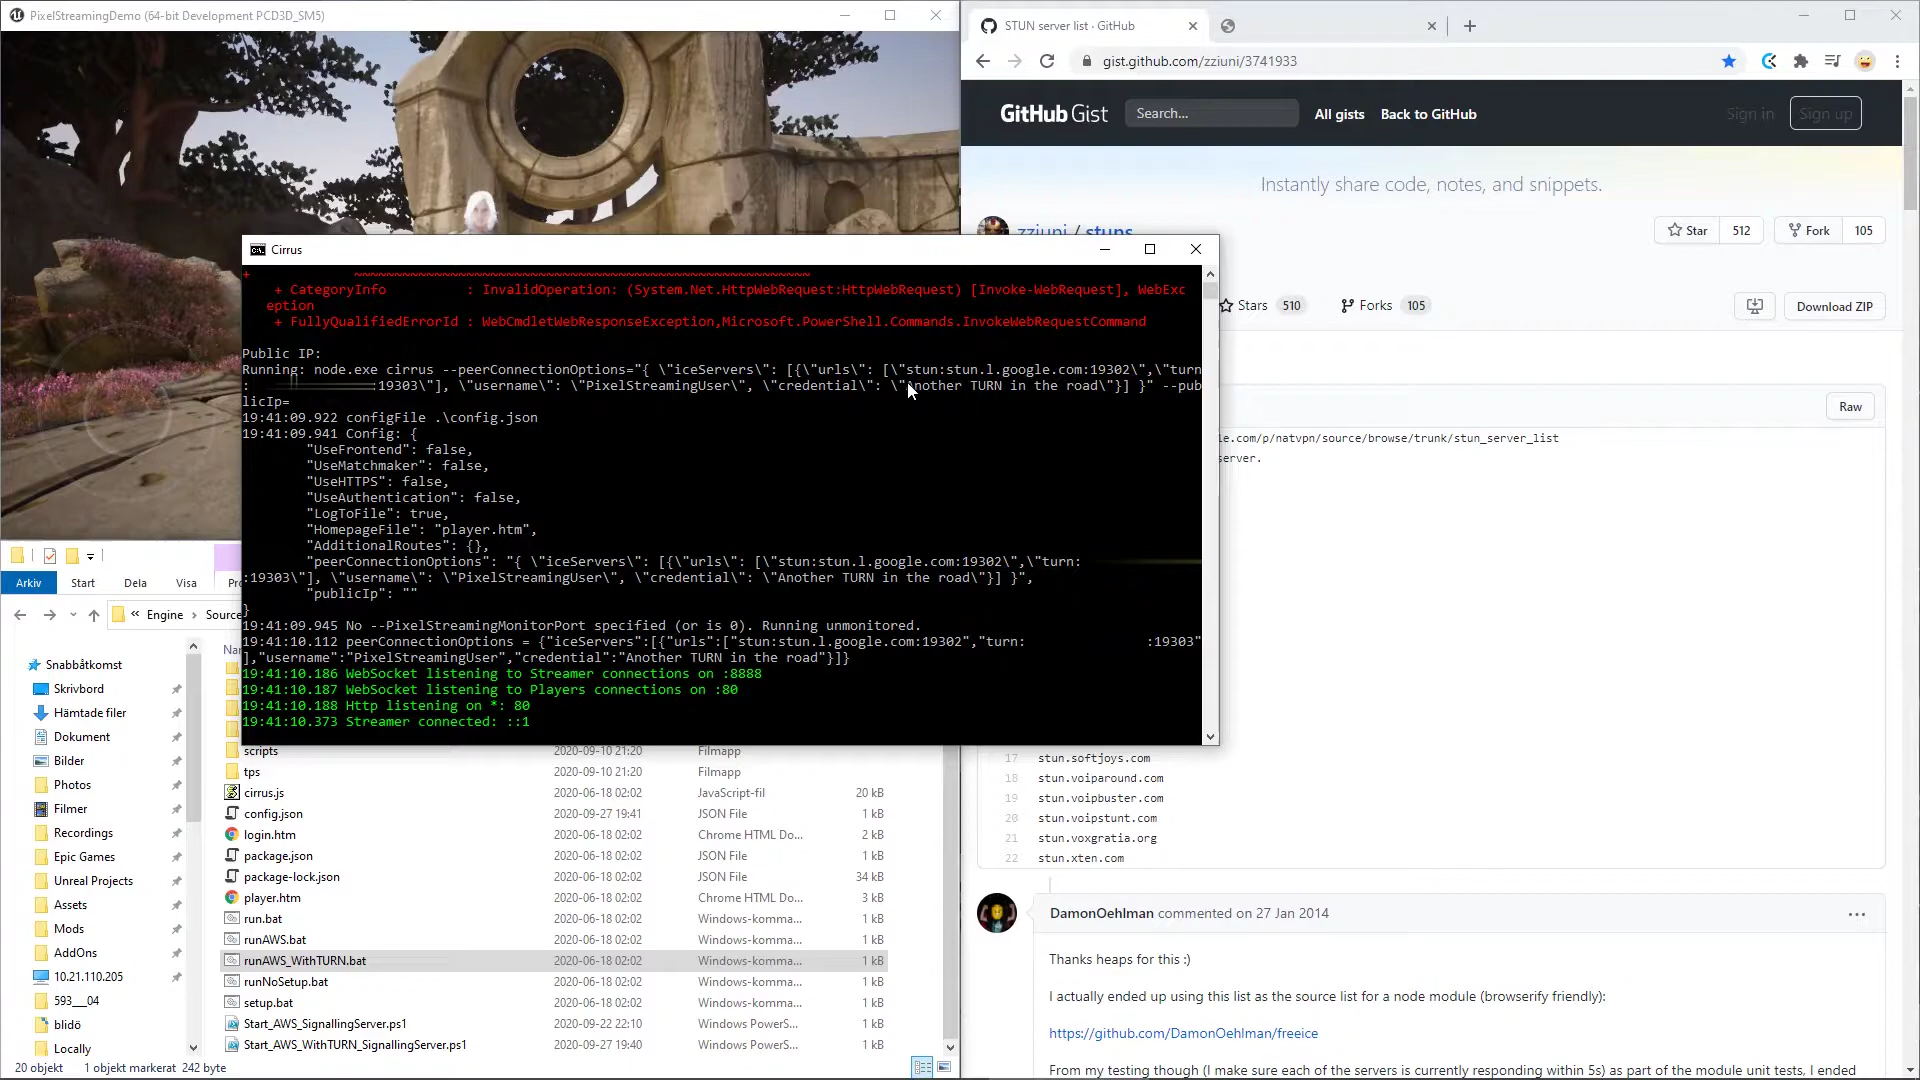 PixelStreamingDemo (64-bit Development PCD3D_SM5)
STUN server list · GitHub
gist.github.com/zziuni/3741933
GitHub Gist
Search...
All gists
Back to GitHub
Sign in
Sign up
Instantly share code, notes, and snippets.
zziuni / stuns
Star 512
Fork 105
Stars 510
Forks 105
Download ZIP
Raw
Cirrus
+ ~~~~~~~~~~~~~~~~~~~~~~~~~~~~~~~~~~~~~~~~~~~~~~~~~~~~~~~~~
+ CategoryInfo : InvalidOperation: (System.Net.HttpWebRequest:HttpWebRequest) [Invoke-WebRequest], WebExc
eption
+ FullyQualifiedErrorId : WebCmdletWebResponseException,Microsoft.PowerShell.Commands.InvokeWebRequestCommand
Public IP:
Running: node.exe cirrus --peerConnectionOptions="{ \"iceServers\": [{\"urls\": [\"stun:stun.l.google.com:19302\",\"turn
: :19303\"], \"username\": \"PixelStreamingUser\", \"credential\": \"Another TURN in the road\"}] }" --pub
licIp=
19:41:09.922 configFile .\config.json
19:41:09.941 Config: {
"UseFrontend": false,
"UseMatchmaker": false,
"UseHTTPS": false,
"UseAuthentication": false,
"LogToFile": true,
"HomepageFile": "player.htm",
"AdditionalRoutes": {},
"peerConnectionOptions": "{ \"iceServers\": [{\"urls\": [\"stun:stun.l.google.com:19302\",\"turn:
:19303\"], \"username\": \"PixelStreamingUser\", \"credential\": \"Another TURN in the road\"}] }",
"publicIp": ""
}
19:41:09.945 No --PixelStreamingMonitorPort specified (or is 0). Running unmonitored.
19:41:10.112 peerConnectionOptions = {"iceServers":[{"urls":["stun:stun.l.google.com:19302","turn: :19303"
],"username":"PixelStreamingUser","credential":"Another TURN in the road"}]}
19:41:10.186 WebSocket listening to Streamer connections on :8888
19:41:10.187 WebSocket listening to Players connections on :80
19:41:10.188 Http listening on *: 80
19:41:10.373 Streamer connected: ::1
le.com/p/natvpn/source/browse/trunk/stun_server_list
server.
17 stun.softjoys.com
18 stun.voiparound.com
19 stun.voipbuster.com
20 stun.voipstunt.com
21 stun.voxgratia.org
22 stun.xten.com
DamonOehlman commented on 27 Jan 2014
Thanks heaps for this :)
I actually ended up using this list as the source list for a node module (browserify friendly):
https://github.com/DamonOehlman/freeice
From my testing though (I make sure each of the servers is currently responding within 5s) as part of the module unit tests, I ended
Arkiv
Start
Dela
Visa
« Engine
Source
Snabbåtkomst
Skrivbord
Hämtade filer
Dokument
Bilder
Photos
Filmer
Recordings
Epic Games
Unreal Projects
Assets
Mods
AddOns
10.21.110.205
593___04
blidö
Locally
scripts 2020-09-10 21:20 Filmapp
tps 2020-09-10 21:20 Filmapp
cirrus.js 2020-06-18 02:02 JavaScript-fil 20 kB
config.json 2020-09-27 19:41 JSON File 1 kB
login.htm 2020-06-18 02:02 Chrome HTML Do... 2 kB
package.json 2020-06-18 02:02 JSON File 1 kB
package-lock.json 2020-06-18 02:02 JSON File 34 kB
player.htm 2020-06-18 02:02 Chrome HTML Do... 3 kB
run.bat 2020-06-18 02:02 Windows-komma... 1 kB
runAWS.bat 2020-06-18 02:02 Windows-komma... 1 kB
runAWS_WithTURN.bat 2020-06-18 02:02 Windows-komma... 1 kB
runNoSetup.bat 2020-06-18 02:02 Windows-komma... 1 kB
setup.bat 2020-06-18 02:02 Windows-komma... 1 kB
Start_AWS_SignallingServer.ps1 2020-09-22 22:10 Windows PowerS... 1 kB
Start_AWS_WithTURN_SignallingServer.ps1 2020-09-27 19:40 Windows PowerS... 1 kB
20 objekt 1 objekt markerat 242 byte